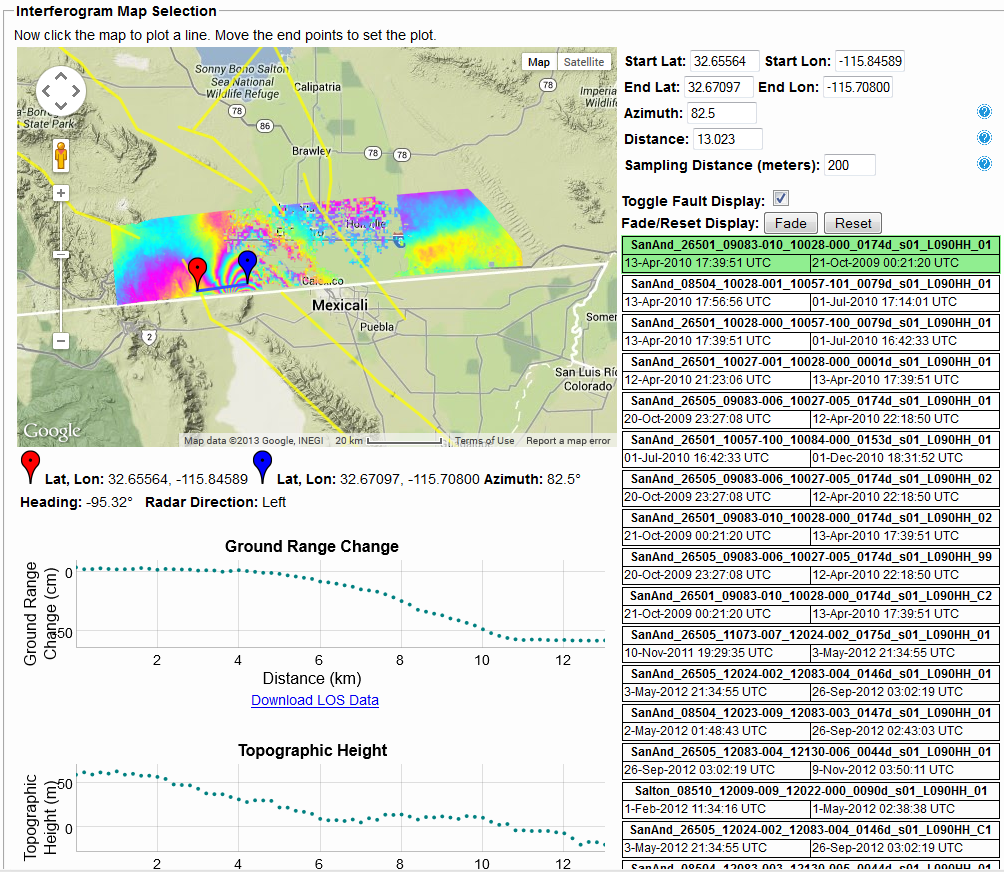 Interferogram Map Selection
Now click the map to plot a line. Move the end points to set the plot.
Map Satellite
Sonny Bono Salton
Sea National
Wildlife Refuge
Calipatria
78
78
86
Imperia
Wildlif
a-Borr
State Park
Brawley
78 78
Holtville
Mexicali
Puebla
2
Somer
San Luis Río
Colorado
Google
Map data ©2013 Google, INEGI 20 km Terms of Use Report a map error
Start Lat: 32.65564 Start Lon: -115.84589
End Lat: 32.67097 End Lon: -115.70800
Azimuth: 82.5
Distance: 13.023
Sampling Distance (meters): 200
Toggle Fault Display:
Fade/Reset Display: Fade Reset
SanAnd_26501_09083-010_10028-000_0174d_s01_L090HH_01
13-Apr-2010 17:39:51 UTC 21-Oct-2009 00:21:20 UTC
SanAnd_08504_10028-001_10057-101_0079d_s01_L090HH_01
13-Apr-2010 17:56:56 UTC 01-Jul-2010 17:14:01 UTC
SanAnd_26501_10028-000_10057-100_0079d_s01_L090HH_01
13-Apr-2010 17:39:51 UTC 01-Jul-2010 16:42:33 UTC
SanAnd_26501_10027-001_10028-000_0001d_s01_L090HH_01
12-Apr-2010 21:23:06 UTC 13-Apr-2010 17:39:51 UTC
SanAnd_26505_09083-006_10027-005_0174d_s01_L090HH_01
20-Oct-2009 23:27:08 UTC 12-Apr-2010 22:18:50 UTC
SanAnd_26501_10057-100_10084-000_0153d_s01_L090HH_01
01-Jul-2010 16:42:33 UTC 01-Dec-2010 18:31:52 UTC
SanAnd_26505_09083-006_10027-005_0174d_s01_L090HH_02
20-Oct-2009 23:27:08 UTC 12-Apr-2010 22:18:50 UTC
SanAnd_26501_09083-010_10028-000_0174d_s01_L090HH_02
21-Oct-2009 00:21:20 UTC 13-Apr-2010 17:39:51 UTC
SanAnd_26505_09083-006_10027-005_0174d_s01_L090HH_99
20-Oct-2009 23:27:08 UTC 12-Apr-2010 22:18:50 UTC
SanAnd_26501_09083-010_10028-000_0174d_s01_L090HH_C2
21-Oct-2009 00:21:20 UTC 13-Apr-2010 17:39:51 UTC
SanAnd_26505_11073-007_12024-002_0175d_s01_L090HH_01
10-Nov-2011 19:29:35 UTC 3-May-2012 21:34:55 UTC
SanAnd_26505_12024-002_12083-004_0146d_s01_L090HH_01
3-May-2012 21:34:55 UTC 26-Sep-2012 03:02:19 UTC
SanAnd_08504_12023-009_12083-003_0147d_s01_L090HH_01
2-May-2012 01:48:43 UTC 26-Sep-2012 02:43:03 UTC
SanAnd_26505_12083-004_12130-006_0044d_s01_L090HH_01
26-Sep-2012 03:02:19 UTC 9-Nov-2012 03:50:11 UTC
Salton_08510_12009-009_12022-000_0090d_s01_L090HH_01
1-Feb-2012 11:34:16 UTC 1-May-2012 02:38:38 UTC
SanAnd_26505_12024-002_12083-004_0146d_s01_L090HH_C1
3-May-2012 21:34:55 UTC 26-Sep-2012 03:02:19 UTC
SanAnd_08504_12083-003_12130-005_0044d_s01_L090HH_01
Lat, Lon: 32.65564, -115.84589 Lat, Lon: 32.67097, -115.70800 Azimuth: 82.5°
Heading: -95.32° Radar Direction: Left
Ground Range Change
Ground Range
Change (cm)
0
-50
2 4 6 8 10 12
Distance (km)
Download LOS Data
Topographic Height
Topographic
Height (m)
50
0
2 4 6 8 10 12